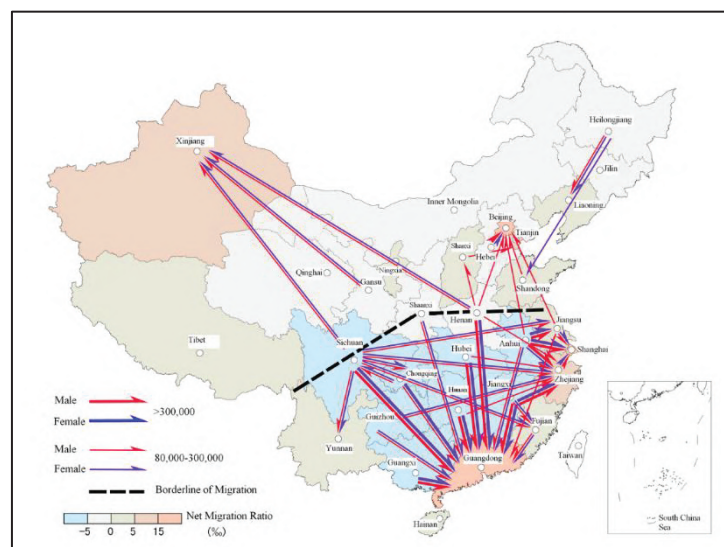 Heilongjiang
Xinjiang
Jilin
Liaoning
Inner Mongolia
Beijing
Tianjin
Shanxi
Hebei
Ningxia
Qinghai
Gansu
Shandong
Shaanxi
Henan
Jiangsu
Tibet
Sichuan
Anhui
Shanghai
Hubei
Chongqing
Zhejiang
Hunan
Jiangxi
Guizhou
Fujian
Yunnan
Guangdong
Guangxi
Taiwan
Hainan
Male
>300,000
Female
Male
80,000-300,000
Female
Borderline of Migration
Net Migration Ratio
-5 0 5 15 (‰)
South China
Sea